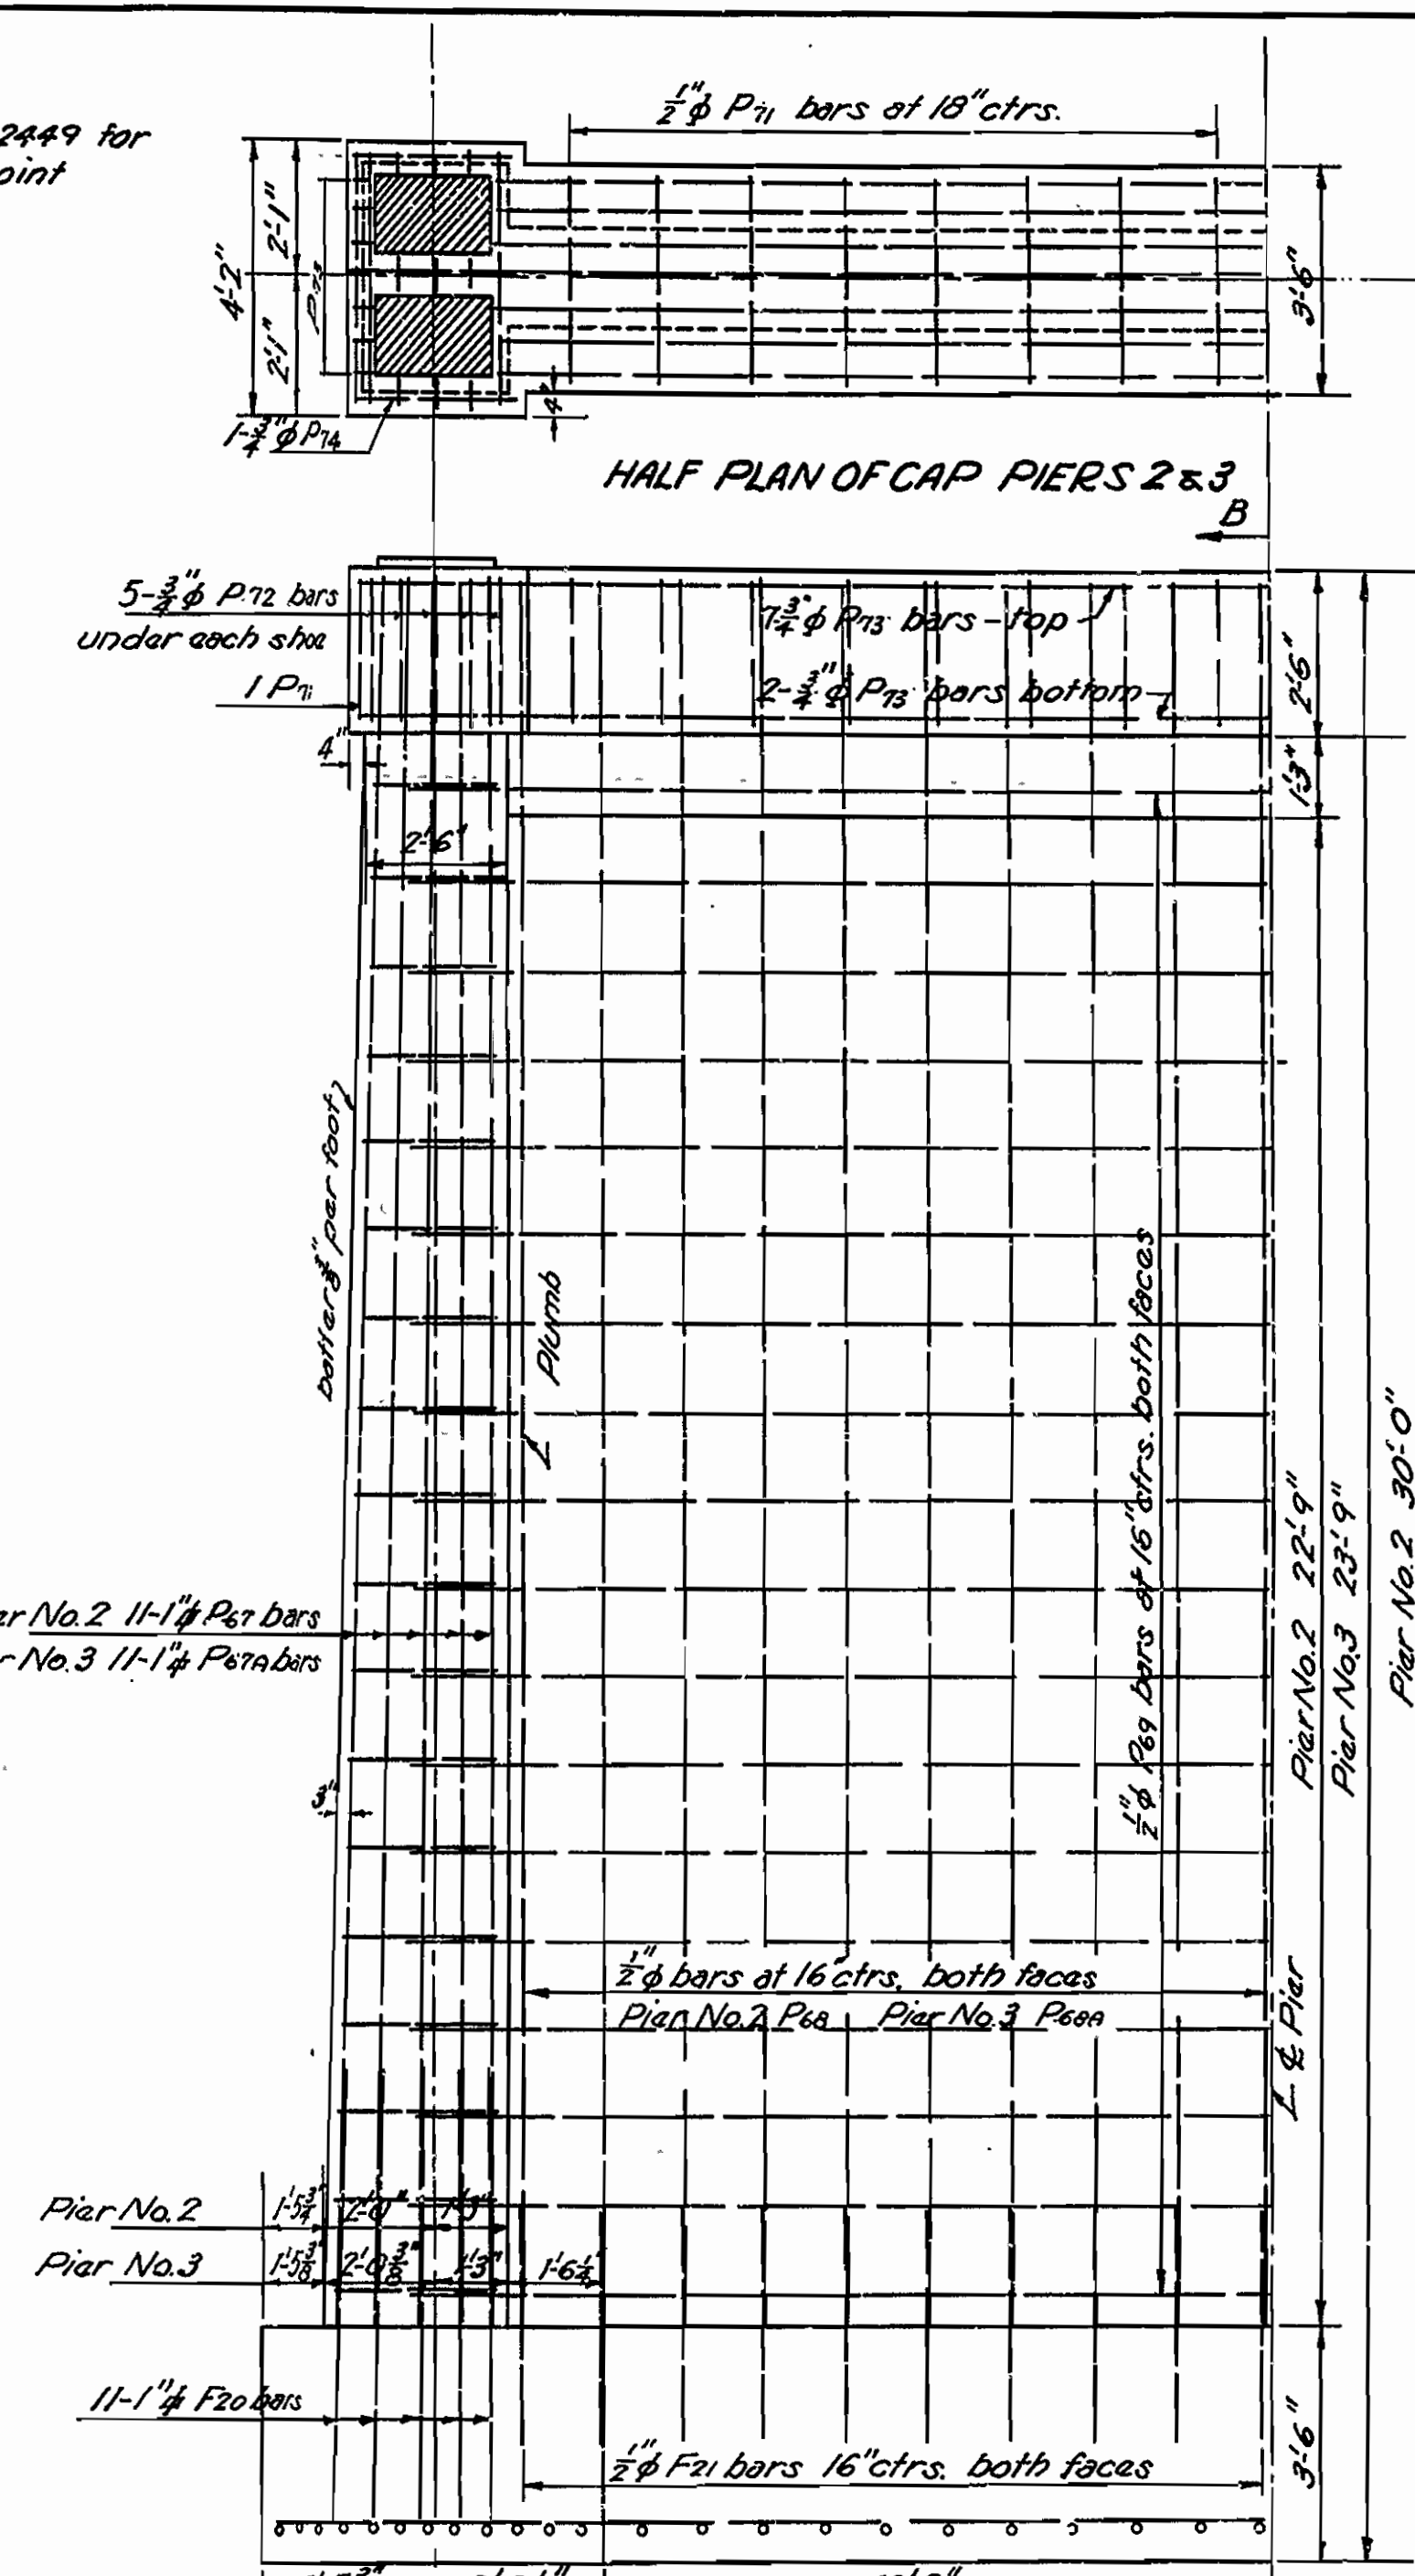 2449 for
oint
½"ϕ P71 bars at 18" ctrs.
4'-2"
2'-1"
2'-1"
P.73
3'-6"
4"
1-¾"ϕ P74
HALF PLAN OF CAP PIERS 2 & 3
B
5-¾"ϕ P.72 bars
under each shoe
1 P71
7-¾"ϕ P73 bars - top
2-¾"ϕ P73 bars bottom
2'-6"
1'-3"
4"
2'-6"
batter ⅜" per foot
Plumb
½"ϕ P69 bars at 16" ctrs. both faces
Pier No.2 22'-9"
Pier No.3 23'-9"
Pier No.2 30'-0"
er No.2 11-1"ϕ P67 bars
r No.3 11-1"ϕ P67A bars
3"
½"ϕ bars at 16" ctrs. both faces
Pier No.2 P68 Pier No.3 P68A
℄ Pier
Pier No.2 1'-5¾" 2'-0" 1'-3"
Pier No.3 1'-5⅜" 2'-0⅜" 1'-3" 1'-6¼"
11-1"ϕ F20 bars
½"ϕ F21 bars 16" ctrs. both faces
3'-6"